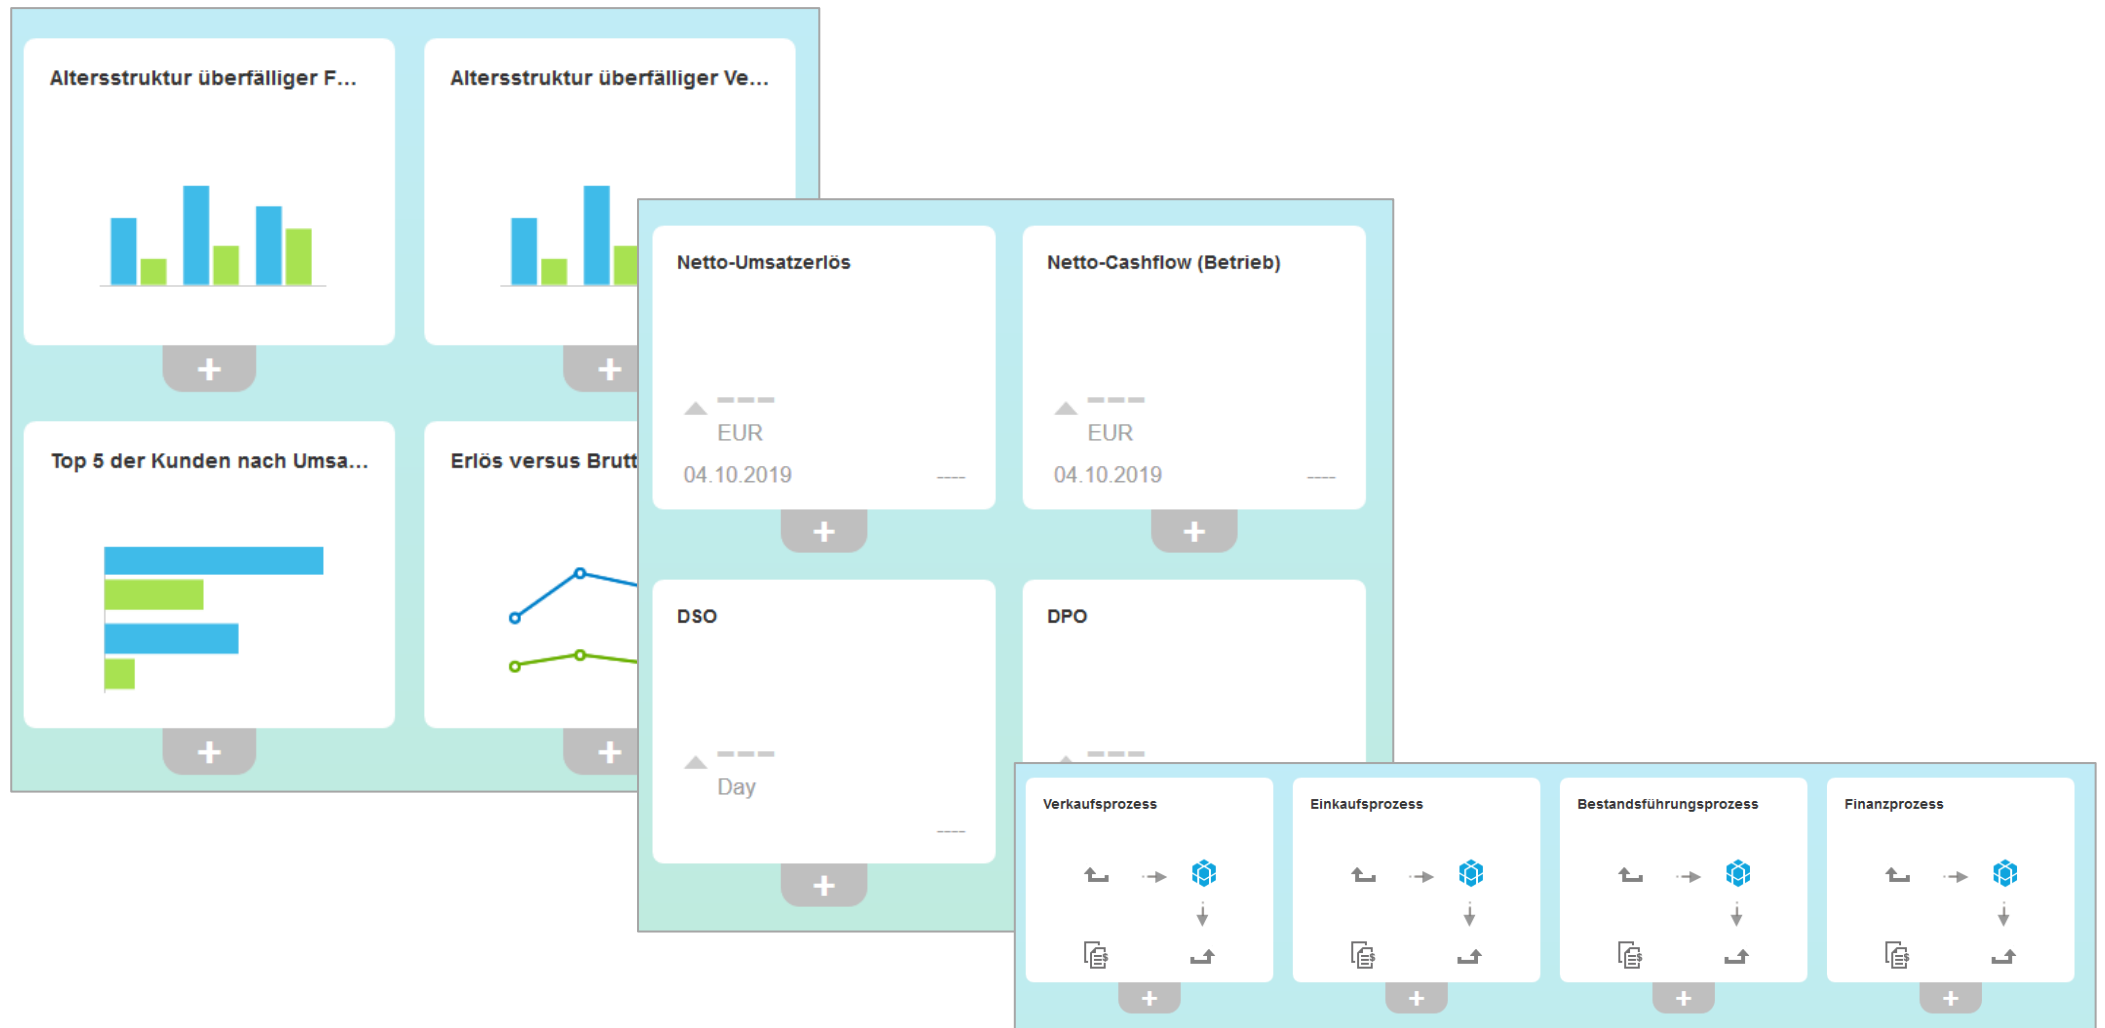 Altersstruktur überfälliger F...
Altersstruktur überfälliger Ve...
+
+
Top 5 der Kunden nach Umsa...
Erlös versus Brutt
+
+
Netto-Umsatzerlös
Netto-Cashflow (Betrieb)
EUR
EUR
04.10.2019
----
04.10.2019
----
+
+
DSO
DPO
Day
----
+
Verkaufsprozess
Einkaufsprozess
Bestandsführungsprozess
Finanzprozess
+
+
+
+